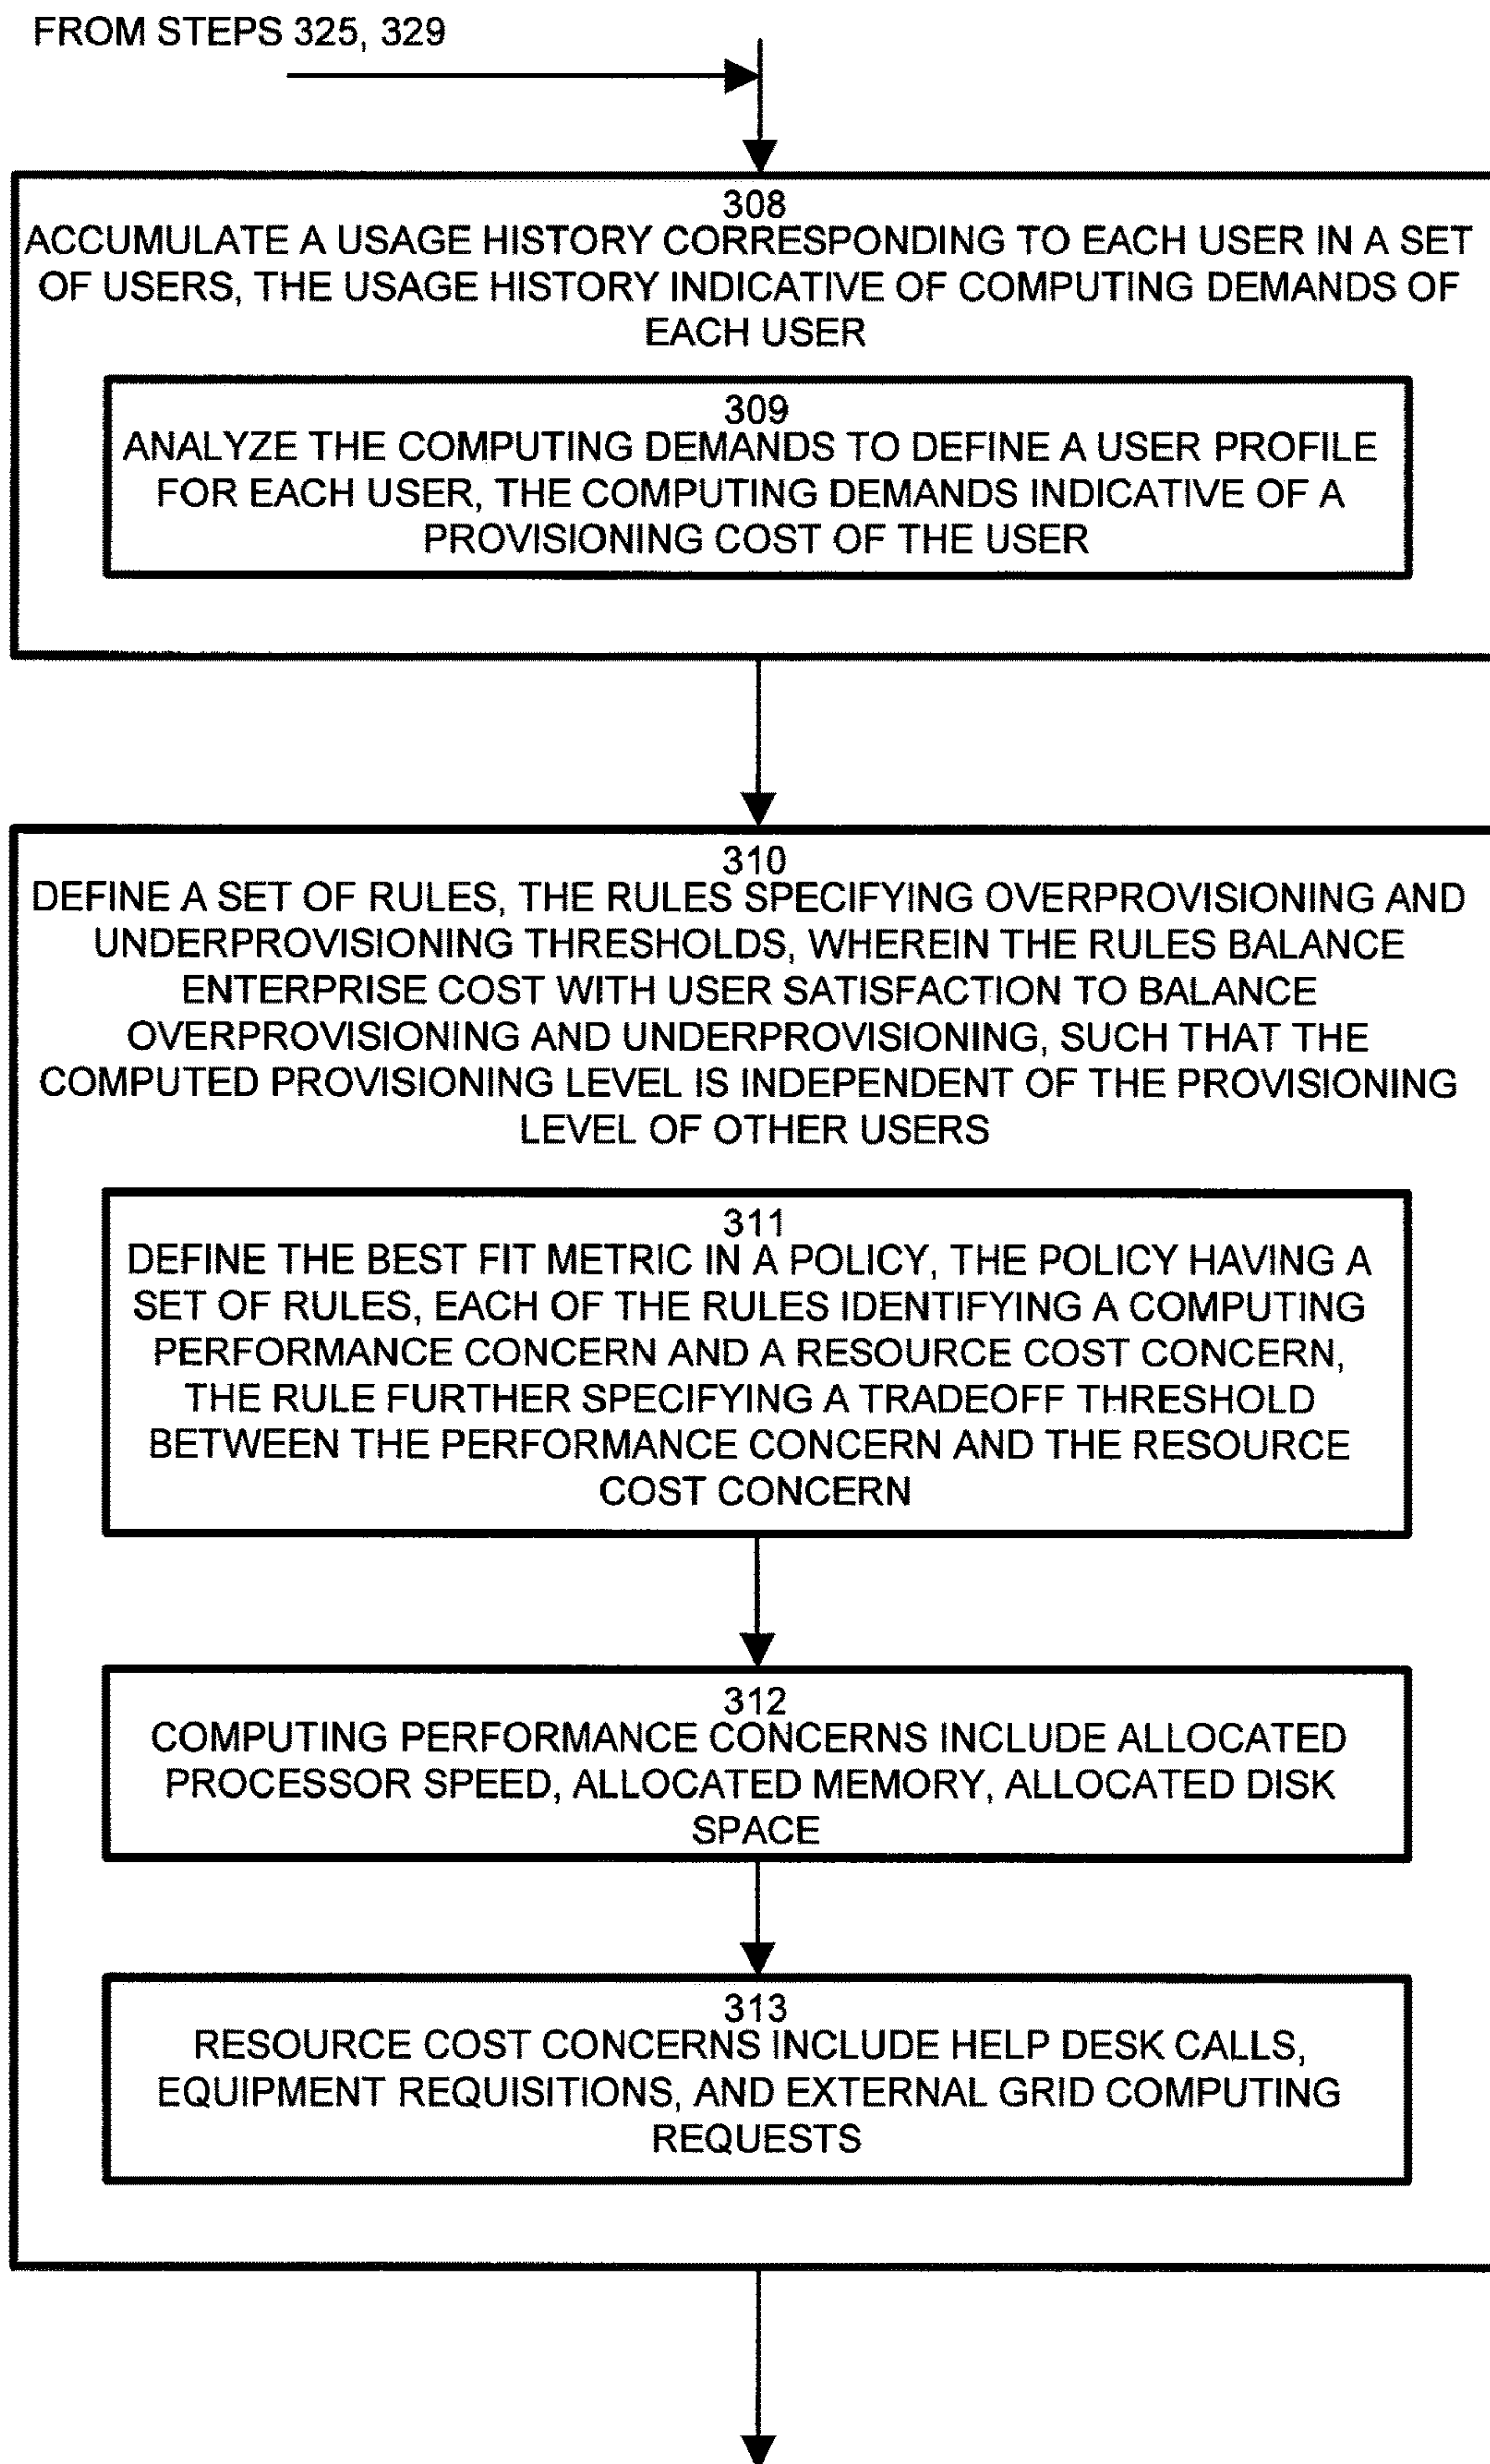 FROM STEPS 325, 329
308
ACCUMULATE A USAGE HISTORY CORRESPONDING TO EACH USER IN A SET
OF USERS, THE USAGE HISTORY INDICATIVE OF COMPUTING DEMANDS OF
EACH USER
309
ANALYZE THE COMPUTING DEMANDS TO DEFINE A USER PROFILE
FOR EACH USER, THE COMPUTING DEMANDS INDICATIVE OF A
PROVISIONING COST OF THE USER
310
DEFINE A SET OF RULES, THE RULES SPECIFYING OVERPROVISIONING AND
UNDERPROVISIONING THRESHOLDS, WHEREIN THE RULES BALANCE
ENTERPRISE COST WITH USER SATISFACTION TO BALANCE
OVERPROVISIONING AND UNDERPROVISIONING, SUCH THAT THE
COMPUTED PROVISIONING LEVEL IS INDEPENDENT OF THE PROVISIONING
LEVEL OF OTHER USERS
311
DEFINE THE BEST FIT METRIC IN A POLICY, THE POLICY HAVING A
SET OF RULES, EACH OF THE RULES IDENTIFYING A COMPUTING
PERFORMANCE CONCERN AND A RESOURCE COST CONCERN,
THE RULE FURTHER SPECIFYING A TRADEOFF THRESHOLD
BETWEEN THE PERFORMANCE CONCERN AND THE RESOURCE
COST CONCERN
312
COMPUTING PERFORMANCE CONCERNS INCLUDE ALLOCATED
PROCESSOR SPEED, ALLOCATED MEMORY, ALLOCATED DISK
SPACE
313
RESOURCE COST CONCERNS INCLUDE HELP DESK CALLS,
EQUIPMENT REQUISITIONS, AND EXTERNAL GRID COMPUTING
REQUESTS